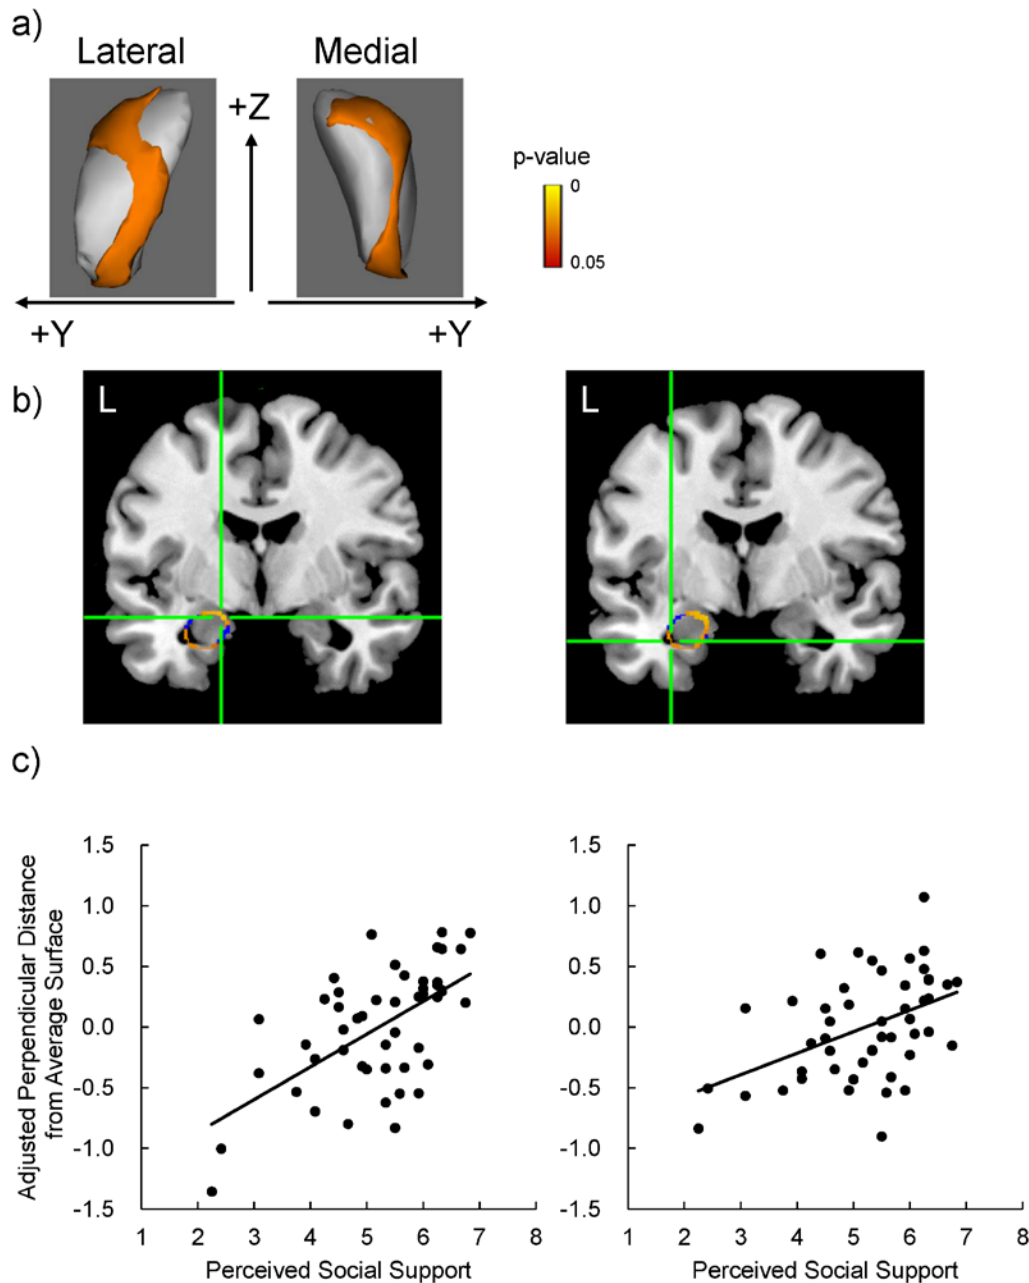 a)
Lateral
Medial
+Z
p-value
0
0.05
+Y
+Y
b)
L
L
c)
Adjusted Perpendicular Distance
from Average Surface
1.5
1.0
0.5
0.0
-0.5
-1.0
-1.5
1 2 3 4 5 6 7 8
Perceived Social Support
1.5
1.0
0.5
0.0
-0.5
-1.0
-1.5
1 2 3 4 5 6 7 8
Perceived Social Support